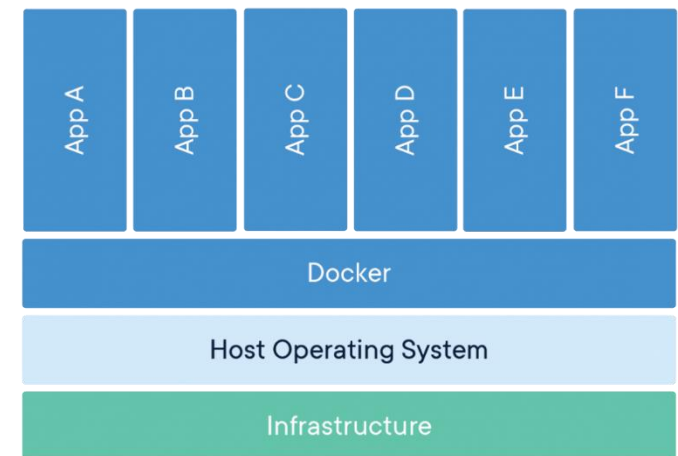 App A
App B
App C
App D
App E
App F
Docker
Host Operating System
Infrastructure